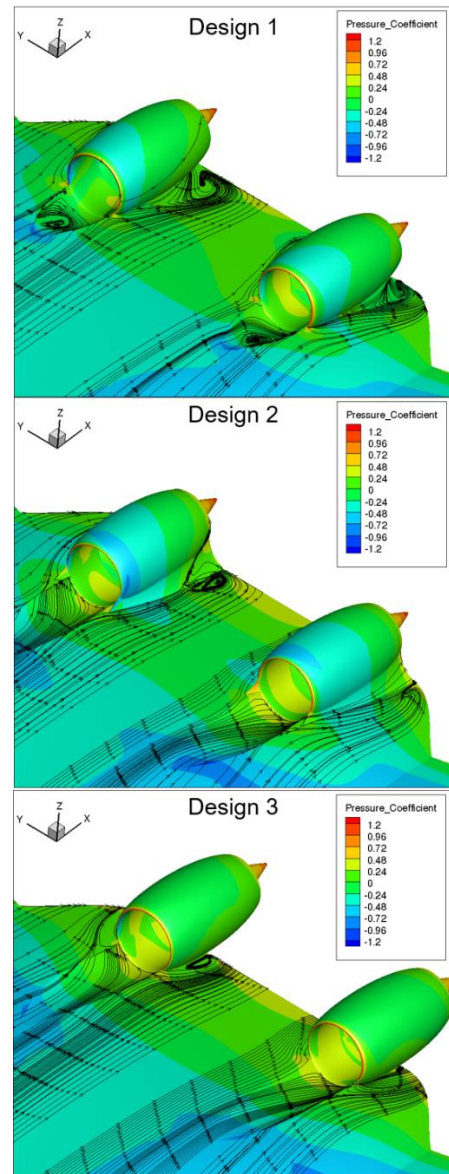 Design 1
Z
Y
X
Pressure_Coefficient
1.2
0.96
0.72
0.48
0.24
0
-0.24
-0.48
-0.72
-0.96
-1.2
Design 2
Z
Y
X
Pressure_Coefficient
1.2
0.96
0.72
0.48
0.24
0
-0.24
-0.48
-0.72
-0.96
-1.2
Design 3
Z
Y
X
Pressure_Coefficient
1.2
0.96
0.72
0.48
0.24
0
-0.24
-0.48
-0.72
-0.96
-1.2